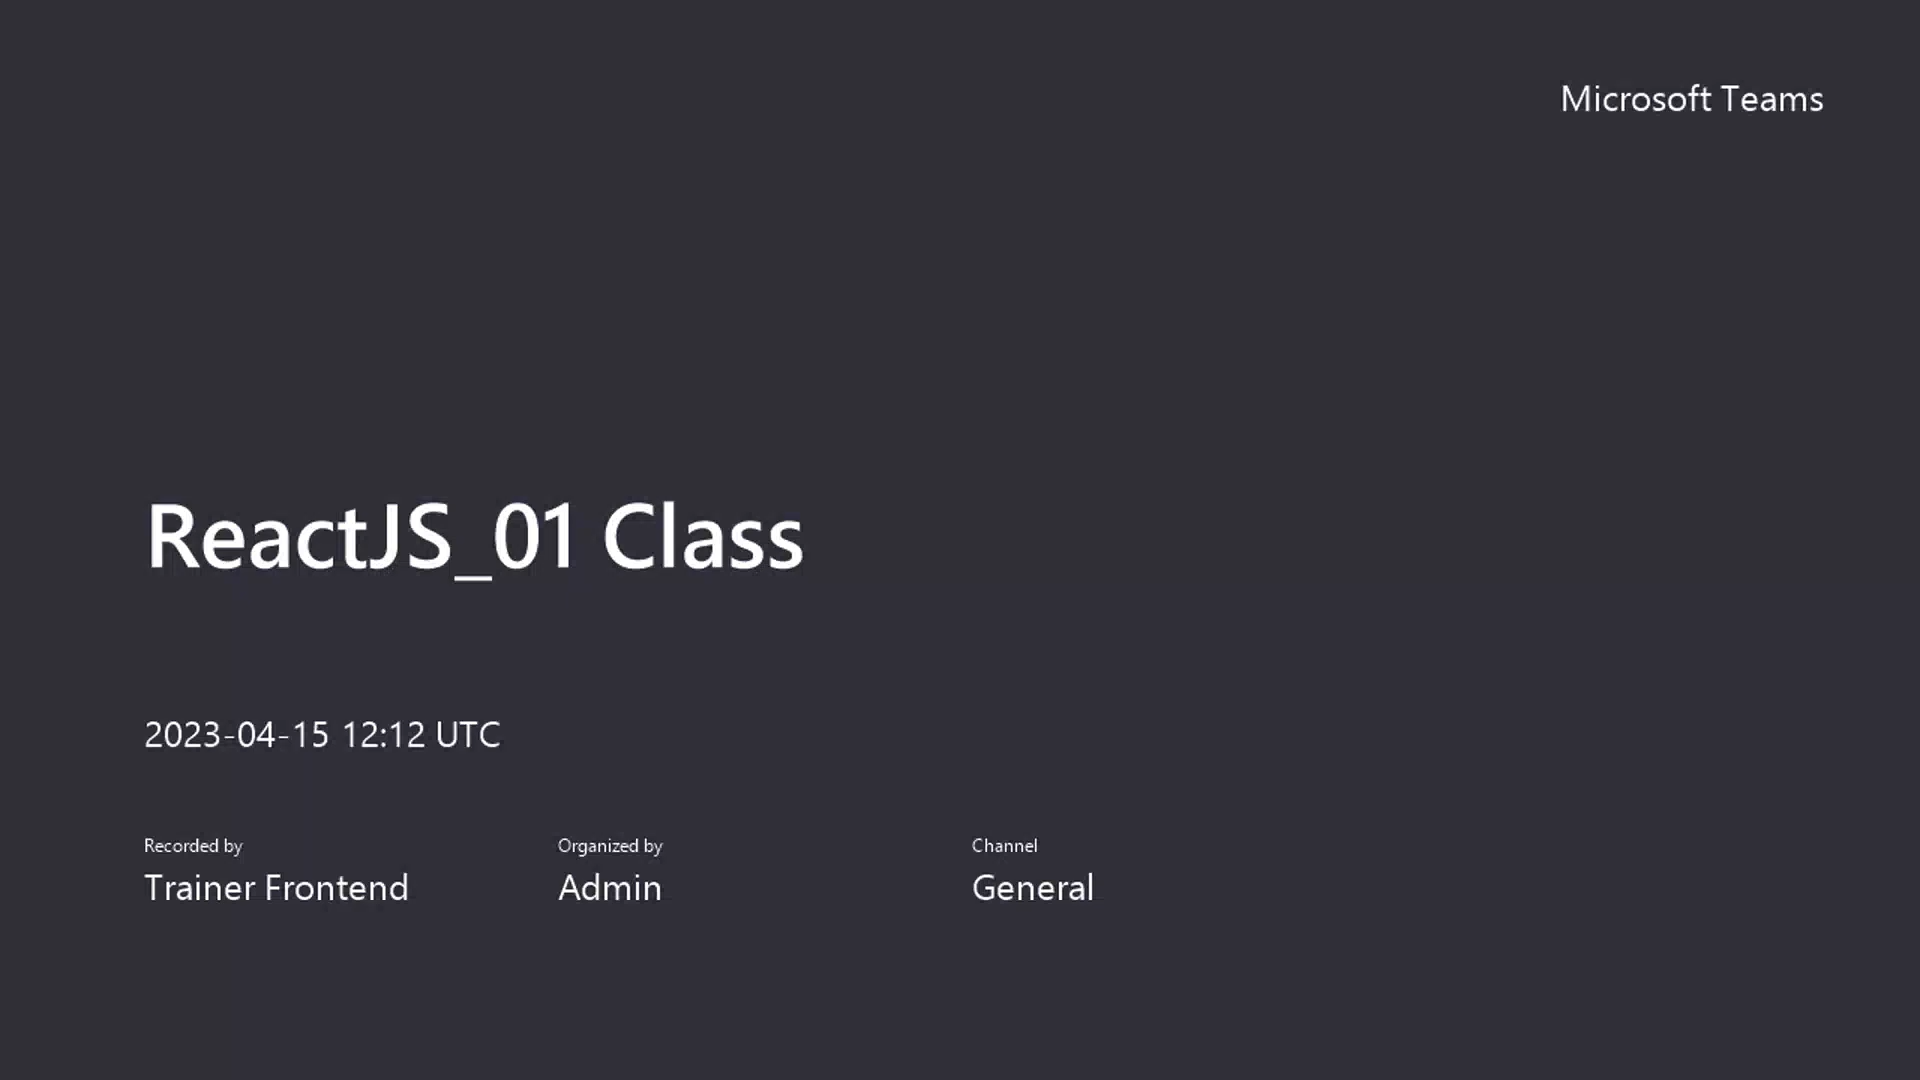 Microsoft Teams
ReactJS_01 Class
2023-04-15 12:12 UTC
Recorded by
Trainer Frontend
Organized by
Admin
Channel
General